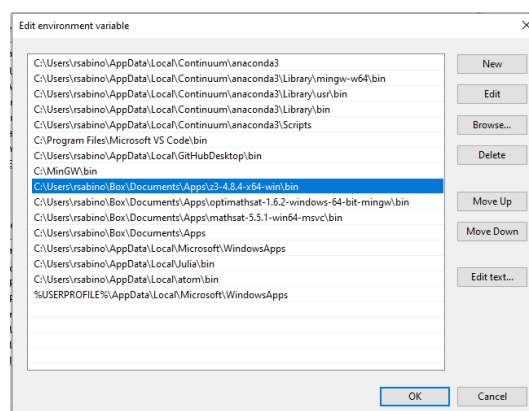 Edit environment variable
C:\Users\rsabino\AppData\Local\Continuum\anaconda3
C:\Users\rsabino\AppData\Local\Continuum\anaconda3\Library\mingw-w64\bin
C:\Users\rsabino\AppData\Local\Continuum\anaconda3\Library\usr\bin
C:\Users\rsabino\AppData\Local\Continuum\anaconda3\Library\bin
C:\Users\rsabino\AppData\Local\Continuum\anaconda3\Scripts
C:\Program Files\Microsoft VS Code\bin
C:\Users\rsabino\AppData\Local\GitHubDesktop\bin
C:\MinGW\bin
C:\Users\rsabino\Box\Documents\Apps\z3-4.8.4-x64-win\bin
C:\Users\rsabino\Box\Documents\Apps\optimathsat-1.6.2-windows-64-bit-mingw\bin
C:\Users\rsabino\Box\Documents\Apps\mathsat-5.5.1-win64-msvc\bin
C:\Users\rsabino\Box\Documents\Apps
C:\Users\rsabino\AppData\Local\Microsoft\WindowsApps
C:\Users\rsabino\AppData\Local\Julia\bin
C:\Users\rsabino\AppData\Local\atom\bin
%USERPROFILE%\AppData\Local\Microsoft\WindowsApps
New
Edit
Browse...
Delete
Move Up
Move Down
Edit text...
OK
Cancel